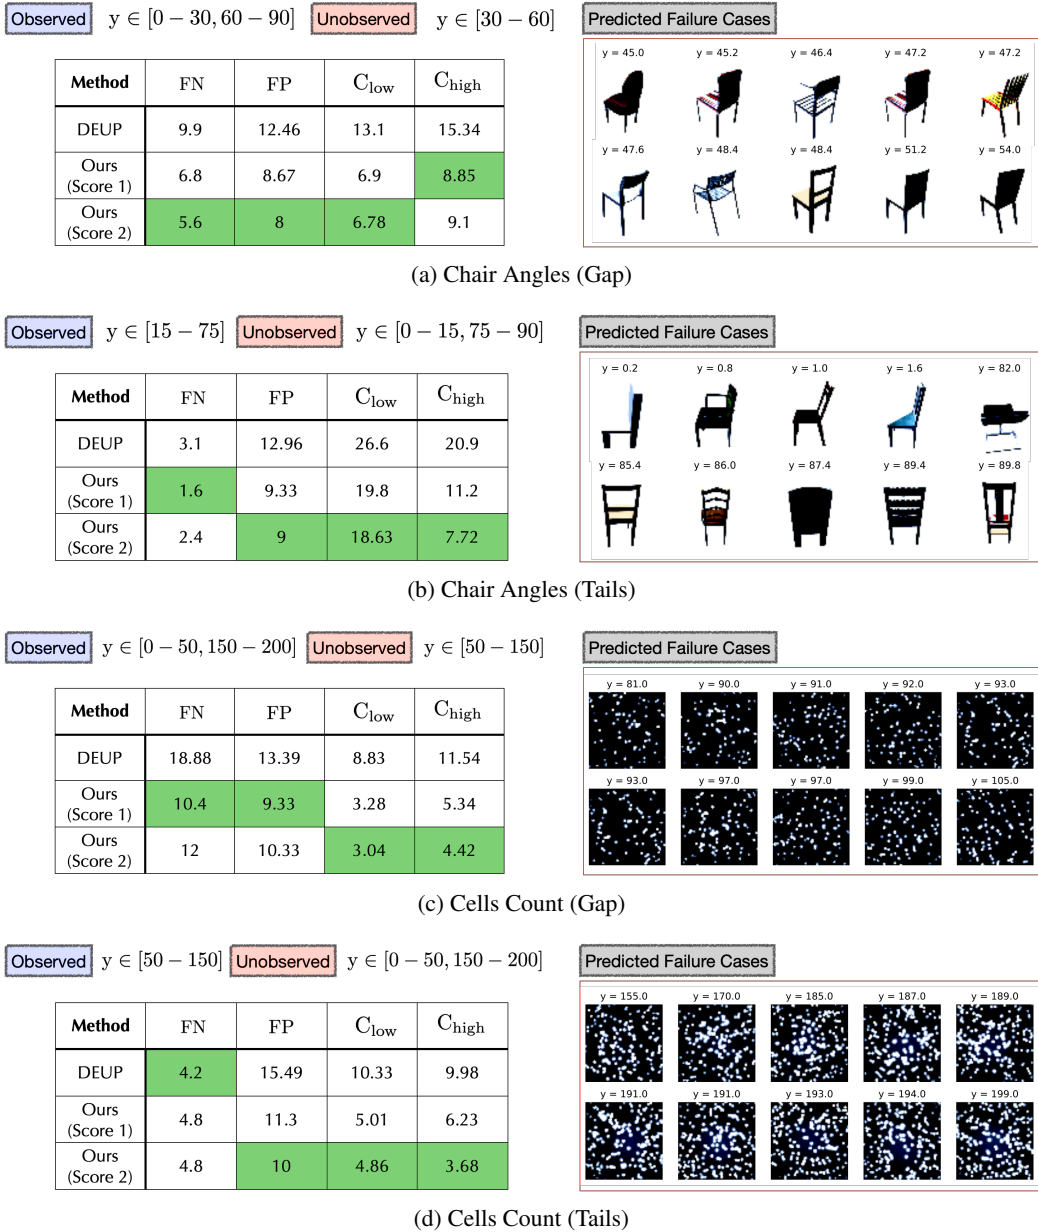 Observed y ∈ [0 − 30, 60 − 90] Unobserved y ∈ [30 − 60] Predicted Failure Cases
Method FN FP C_low C_high
DEUP 9.9 12.46 13.1 15.34
Ours (Score 1) 6.8 8.67 6.9 8.85
Ours (Score 2) 5.6 8 6.78 9.1
y = 45.0 y = 45.2 y = 46.4 y = 47.2 y = 47.2
y = 47.6 y = 48.4 y = 48.4 y = 51.2 y = 54.0
(a) Chair Angles (Gap)
Observed y ∈ [15 − 75] Unobserved y ∈ [0 − 15, 75 − 90] Predicted Failure Cases
Method FN FP C_low C_high
DEUP 3.1 12.96 26.6 20.9
Ours (Score 1) 1.6 9.33 19.8 11.2
Ours (Score 2) 2.4 9 18.63 7.72
y = 0.2 y = 0.8 y = 1.0 y = 1.6 y = 82.0
y = 85.4 y = 86.0 y = 87.4 y = 89.4 y = 89.8
(b) Chair Angles (Tails)
Observed y ∈ [0 − 50, 150 − 200] Unobserved y ∈ [50 − 150] Predicted Failure Cases
Method FN FP C_low C_high
DEUP 18.88 13.39 8.83 11.54
Ours (Score 1) 10.4 9.33 3.28 5.34
Ours (Score 2) 12 10.33 3.04 4.42
y = 81.0 y = 90.0 y = 91.0 y = 92.0 y = 93.0
y = 93.0 y = 97.0 y = 97.0 y = 99.0 y = 105.0
(c) Cells Count (Gap)
Observed y ∈ [50 − 150] Unobserved y ∈ [0 − 50, 150 − 200] Predicted Failure Cases
Method FN FP C_low C_high
DEUP 4.2 15.49 10.33 9.98
Ours (Score 1) 4.8 11.3 5.01 6.23
Ours (Score 2) 4.8 10 4.86 3.68
y = 155.0 y = 170.0 y = 185.0 y = 187.0 y = 189.0
y = 191.0 y = 191.0 y = 193.0 y = 194.0 y = 199.0
(d) Cells Count (Tails)